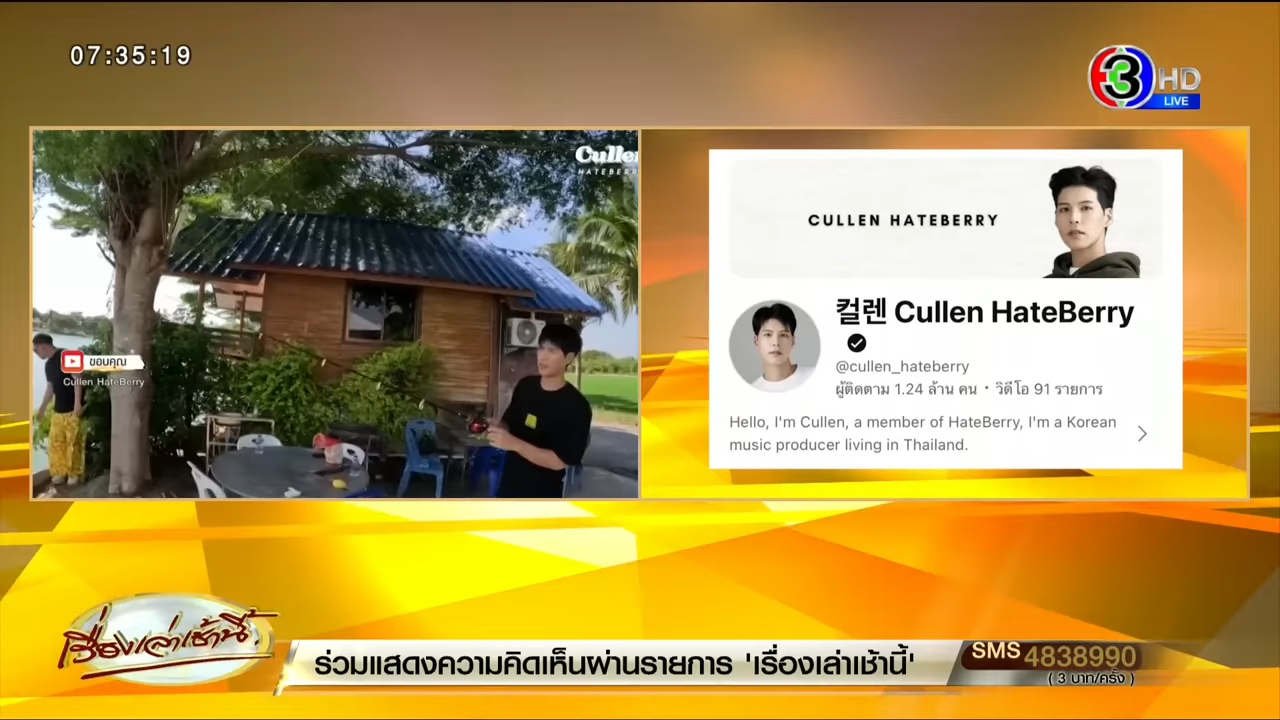 07:35:19
3 HD
LIVE
Culle
HATEBERR
ขอบคุณ
Cullen HateBerry
CULLEN HATEBERRY
컬렌 Cullen HateBerry
@cullen_hateberry
ผู้ติดตาม 1.24 ล้าน คน • วิดีโอ 91 รายการ
Hello, I'm Cullen, a member of HateBerry, I'm a Korean
music producer living in Thailand.
เรื่องเล่าเช้านี้
ร่วมแสดงความคิดเห็นผ่านรายการ 'เรื่องเล่าเช้านี้'
SMS 4838990
( 3 บาท/ครั้ง )